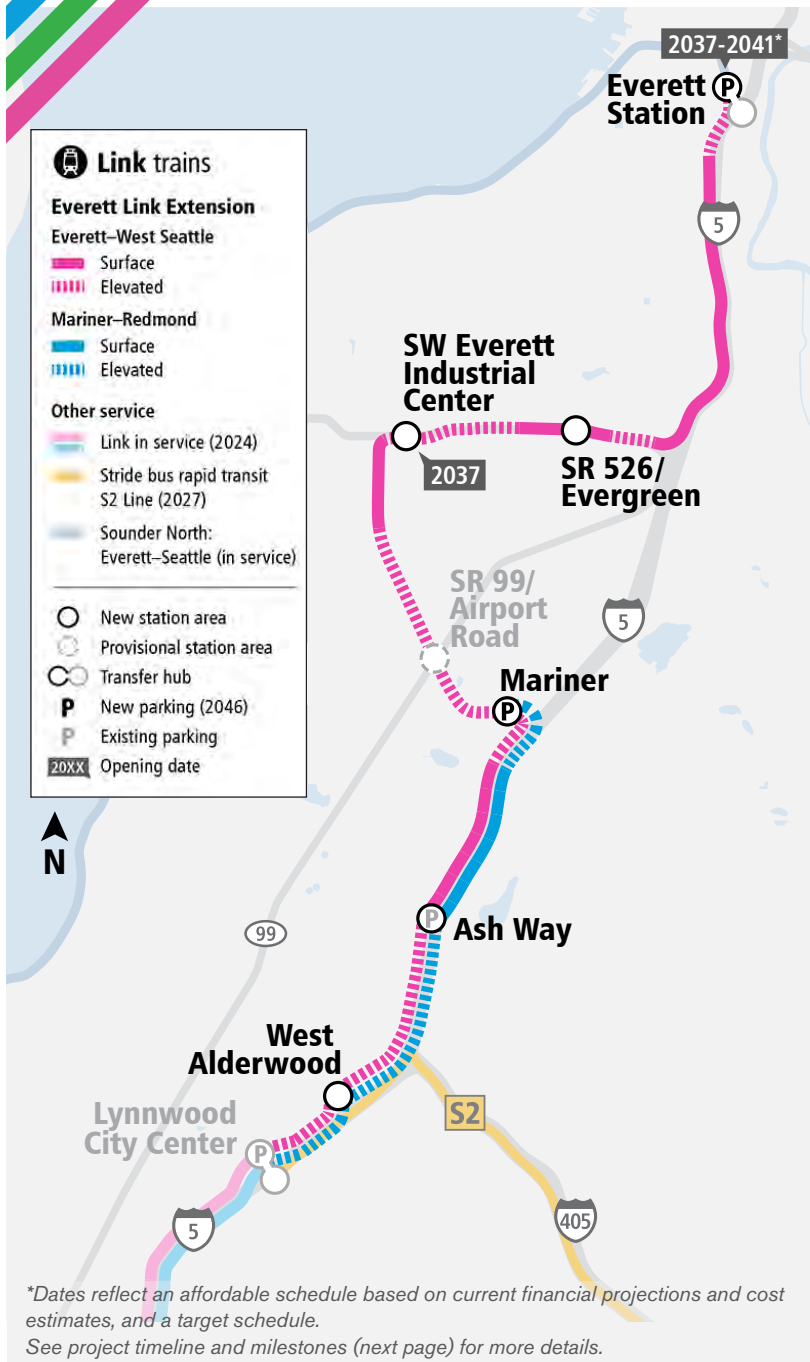 2037-2041*
Everett
Station
Link trains
Everett Link Extension
Everett–West Seattle
Surface
Elevated
Mariner–Redmond
Surface
Elevated
Other service
Link in service (2024)
Stride bus rapid transit
S2 Line (2027)
Sounder North:
Everett–Seattle (in service)
New station area
Provisional station area
Transfer hub
P New parking (2046)
P Existing parking
20XX Opening date
N
P
5
SW Everett
Industrial
Center
2037
SR 526/
Evergreen
SR 99/
Airport
Road
5
Mariner
P
P
Ash Way
99
West
Alderwood
S2
Lynnwood
City Center
P
5
405
*Dates reflect an affordable schedule based on current financial projections and cost
estimates, and a target schedule.
See project timeline and milestones (next page) for more details.